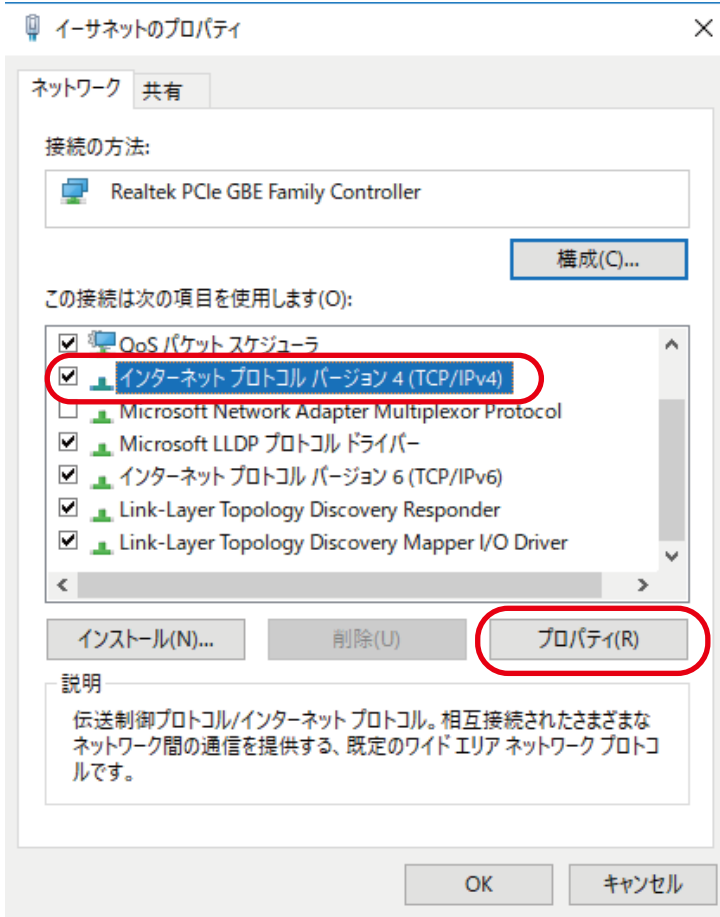 イーサネットのプロパティ
ネットワーク 共有
接続の方法:
Realtek PCIe GBE Family Controller
構成(C)...
この接続は次の項目を使用します(O):
QoS パケット スケジューラ
インターネット プロトコル バージョン 4 (TCP/IPv4)
Microsoft Network Adapter Multiplexor Protocol
Microsoft LLDP プロトコル ドライバー
インターネット プロトコル バージョン 6 (TCP/IPv6)
Link-Layer Topology Discovery Responder
Link-Layer Topology Discovery Mapper I/O Driver
インストール(N)... 削除(U) プロパティ(R)
説明
伝送制御プロトコル/インターネット プロトコル。相互接続されたさまざまな
ネットワーク間の通信を提供する、既定のワイド エリア ネットワーク プロトコ
ルです。
OK キャンセル